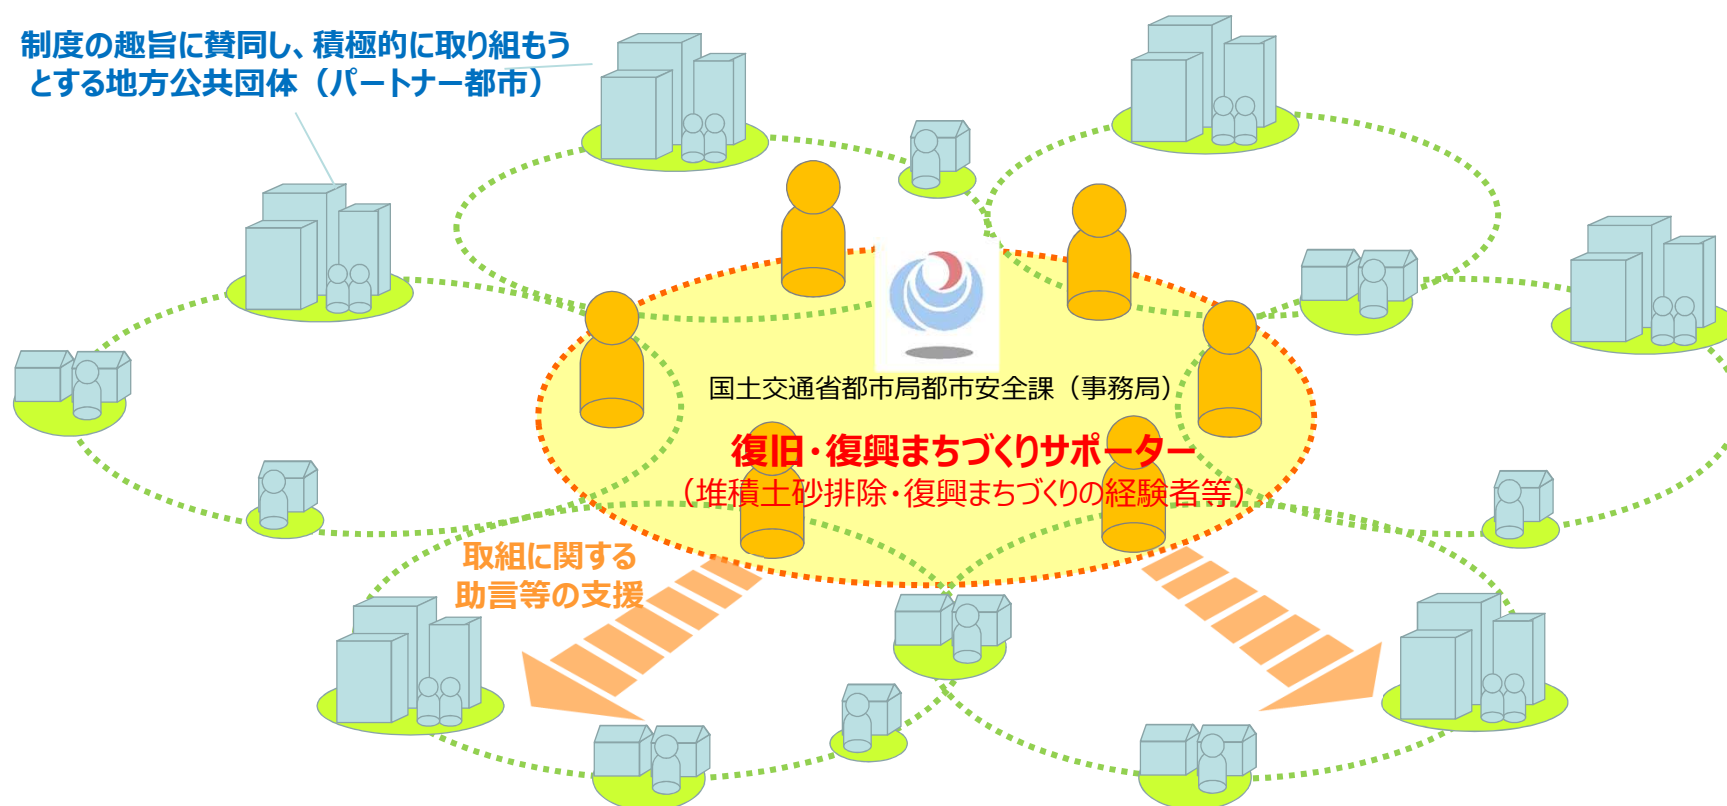 制度の趣旨に賛同し、積極的に取り組もう
とする地方公共団体（パートナー都市）
国土交通省都市局都市安全課（事務局）
復旧・復興まちづくりサポーター
（堆積土砂排除・復興まちづくりの経験者等）
取組に関する
助言等の支援